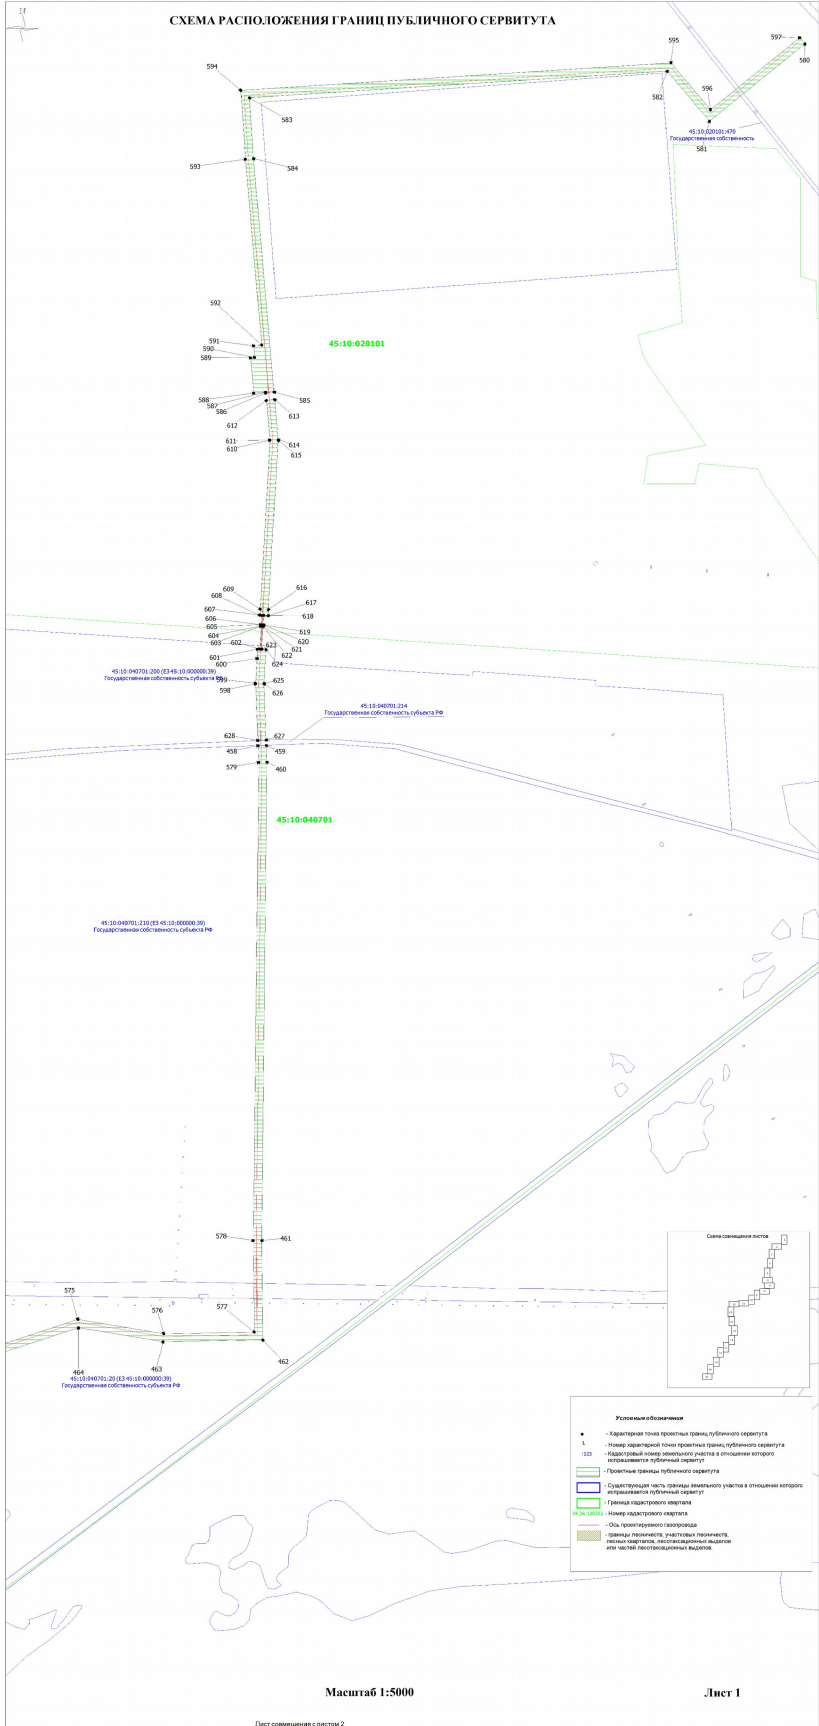 СХЕМА РАСПОЛОЖЕНИЯ ГРАНИЦ ПУБЛИЧНОГО СЕРВИТУТА
597
580
595
594
582
596
583
45:10:020101:470
Государственная собственность
581
593
584
592
591
590
589
45:10:020101
588
587
586
585
612
613
611
610
614
615
609
608
607
606
605
604
603
602
616
617
618
619
620
621
622
623
624
601
600
45:10:040701:200 (ЕЗ 45:10:000000:39)
Государственная собственность субъекта РФ
599
598
625
626
45:10:040701:214
Государственная собственность субъекта РФ
628
627
458
459
579
460
45:10:040701
45:10:040701:210 (ЕЗ 45:10:000000:39)
Государственная собственность субъекта РФ
578
461
Схема совмещения листов
575
576
577
464
463
462
45:10:040701:20 (ЕЗ 45:10:000000:39)
Государственная собственность субъекта РФ
Условные обозначения
- Характерная точка проектных границ публичного сервитута
1 - Номер характерной точки проектных границ публичного сервитута
:123 - Кадастровый номер земельного участка в отношении которого
испрашивается публичный сервитут
- Проектные границы публичного сервитута
- Существующая часть границы земельного участка в отношении которого
испрашивается публичный сервитут
- Граница кадастрового квартала
- Номер кадастрового квартала
- Ось проектируемого газопровода
- границы лесничеств, участковых лесничеств,
лесных кварталов, лесотаксационных выделов
или частей лесотаксационных выделов
Масштаб 1:5000
Лист 1
Лист совмещения с листом 2